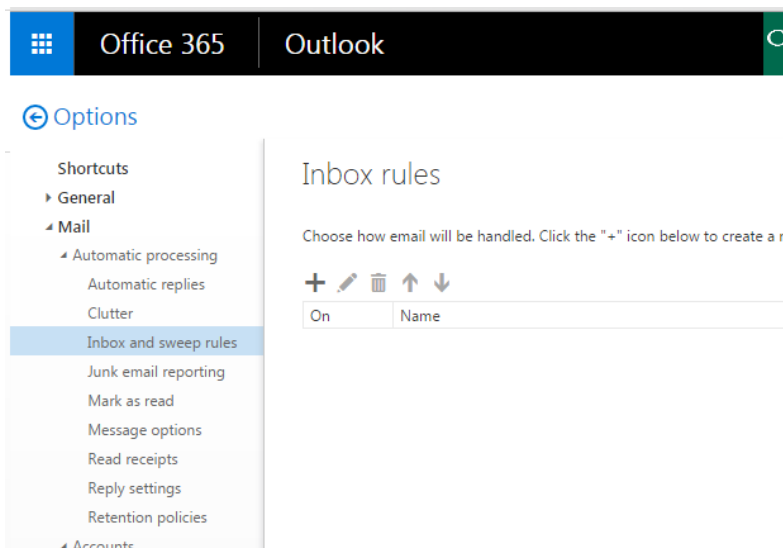 Office 365 Outlook
Options
Shortcuts
General
Mail
Automatic processing
Automatic replies
Clutter
Inbox and sweep rules
Junk email reporting
Mark as read
Message options
Read receipts
Reply settings
Retention policies
Accounts
Inbox rules
Choose how email will be handled. Click the "+" icon below to create a
On Name